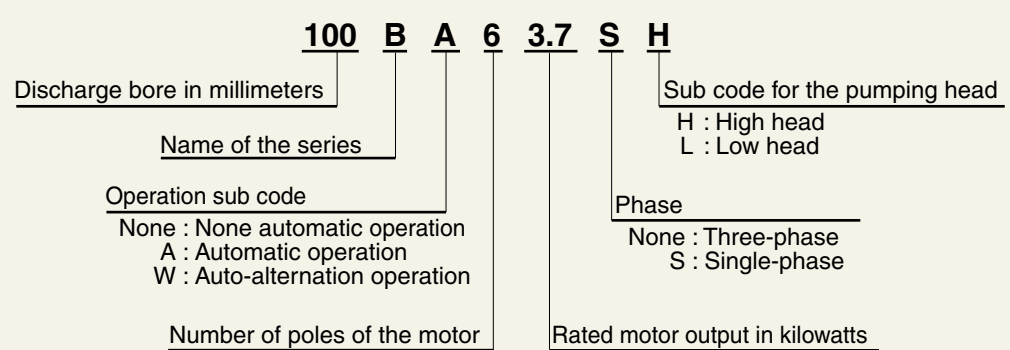 100 B A 6 3.7 S H
Discharge bore in millimeters
Name of the series
Operation sub code
None : None automatic operation
A : Automatic operation
W : Auto-alternation operation
Number of poles of the motor
Sub code for the pumping head
H : High head
L : Low head
Phase
None : Three-phase
S : Single-phase
Rated motor output in kilowatts